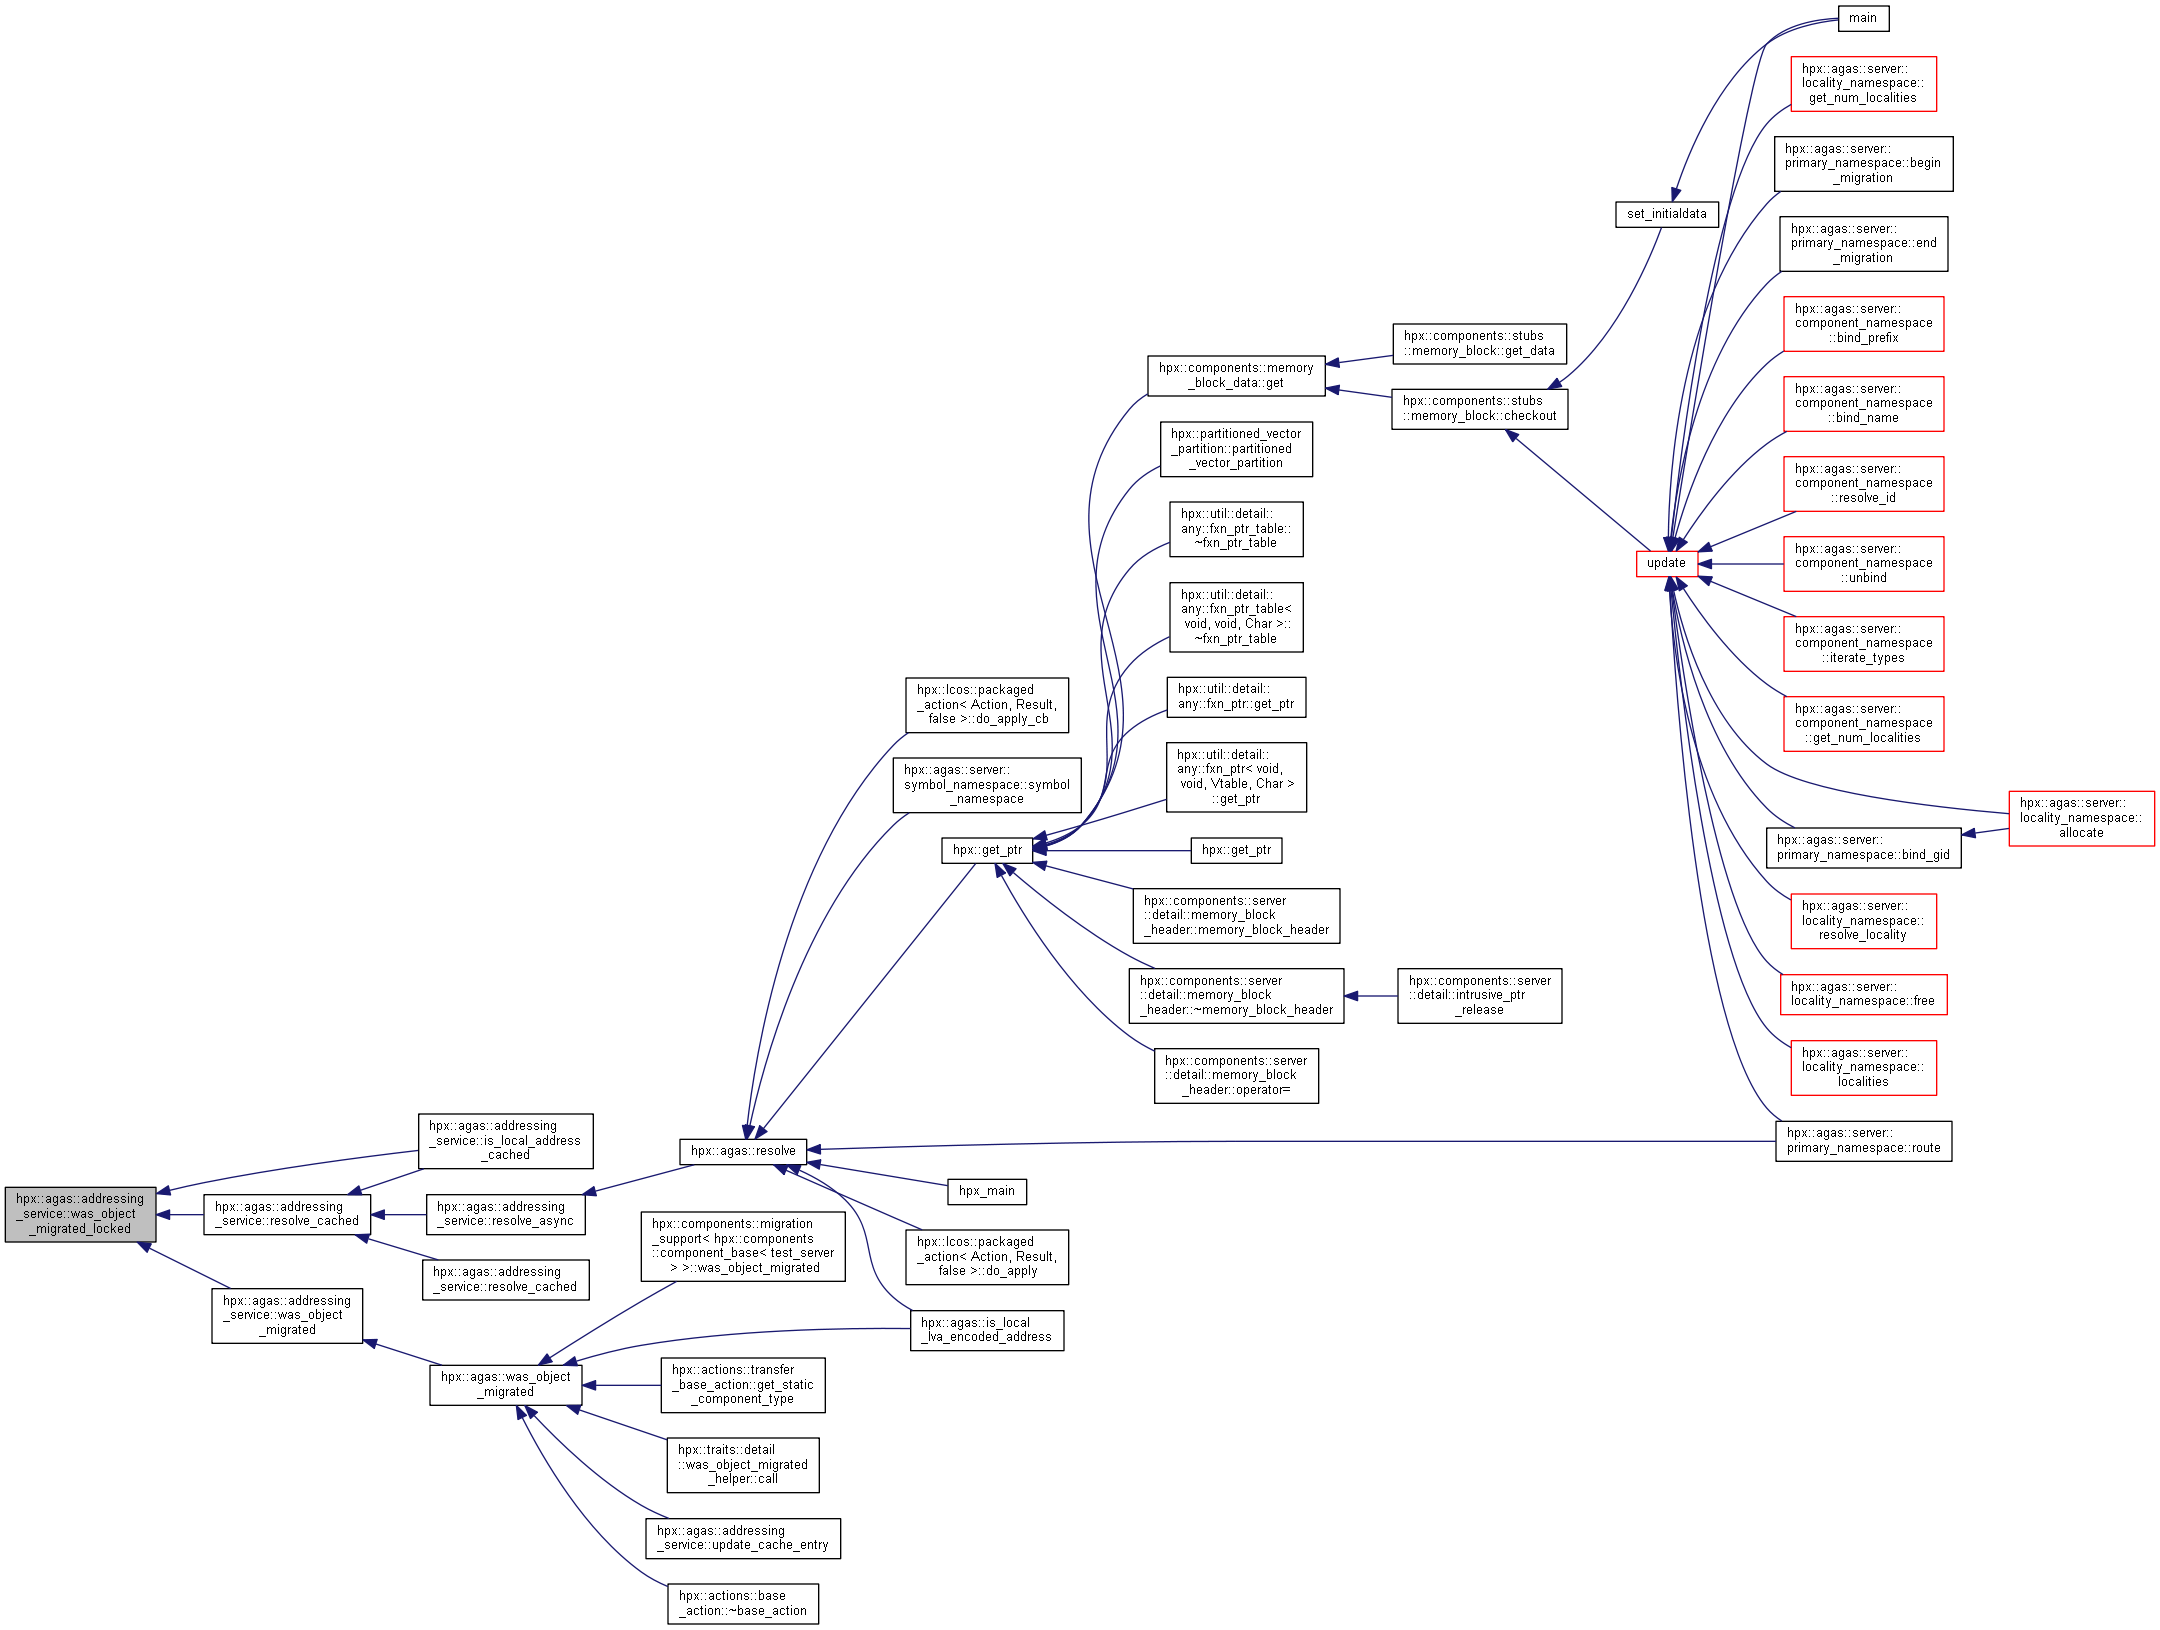 main
hpx::agas::server::
locality_namespace::
get_num_localities
hpx::agas::server::
primary_namespace::begin
_migration
set_initialdata
hpx::agas::server::
primary_namespace::end
_migration
hpx::agas::server::
component_namespace
::bind_prefix
hpx::components::stubs
::memory_block::get_data
hpx::components::memory
_block_data::get
hpx::components::stubs
::memory_block::checkout
hpx::agas::server::
component_namespace
::bind_name
hpx::partitioned_vector
_partition::partitioned
_vector_partition
hpx::agas::server::
component_namespace
::resolve_id
hpx::util::detail::
any::fxn_ptr_table::
~fxn_ptr_table
update
hpx::agas::server::
component_namespace
::unbind
hpx::util::detail::
any::fxn_ptr_table<
void, void, Char >::
~fxn_ptr_table
hpx::agas::server::
component_namespace
::iterate_types
hpx::lcos::packaged
_action< Action, Result,
false >::do_apply_cb
hpx::util::detail::
any::fxn_ptr::get_ptr
hpx::agas::server::
component_namespace
::get_num_localities
hpx::agas::server::
symbol_namespace::symbol
_namespace
hpx::util::detail::
any::fxn_ptr< void,
void, Vtable, Char >
::get_ptr
hpx::agas::server::
locality_namespace::
allocate
hpx::get_ptr
hpx::get_ptr
hpx::agas::server::
primary_namespace::bind_gid
hpx::components::server
::detail::memory_block
_header::memory_block_header
hpx::agas::server::
locality_namespace::
resolve_locality
hpx::components::server
::detail::memory_block
_header::~memory_block_header
hpx::components::server
::detail::intrusive_ptr
_release
hpx::agas::server::
locality_namespace::free
hpx::components::server
::detail::memory_block
_header::operator=
hpx::agas::server::
locality_namespace::
localities
hpx::agas::addressing
_service::is_local_address
_cached
hpx::agas::resolve
hpx::agas::server::
primary_namespace::route
hpx::agas::addressing
_service::was_object
_migrated_locked
hpx::agas::addressing
_service::resolve_cached
hpx::agas::addressing
_service::resolve_async
hpx_main
hpx::components::migration
_support< hpx::components
::component_base< test_server
> >::was_object_migrated
hpx::lcos::packaged
_action< Action, Result,
false >::do_apply
hpx::agas::addressing
_service::resolve_cached
hpx::agas::addressing
_service::was_object
_migrated
hpx::agas::is_local
_lva_encoded_address
hpx::agas::was_object
_migrated
hpx::actions::transfer
_base_action::get_static
_component_type
hpx::traits::detail
::was_object_migrated
_helper::call
hpx::agas::addressing
_service::update_cache_entry
hpx::actions::base
_action::~base_action